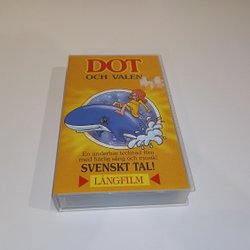 DOT
OCH VALEN
En underbar tecknad film
med härlig sång och musik!
SVENSKT TAL!
LÅNGFILM